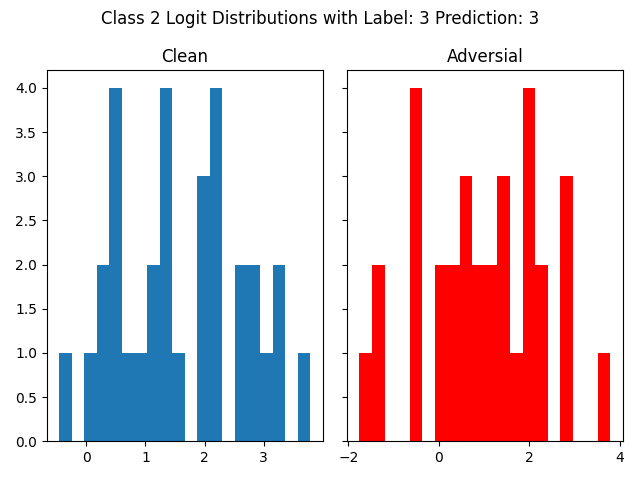 Class 2 Logit Distributions with Label: 3 Prediction: 3
Clean
Adversial
4.0
3.5
3.0
2.5
2.0
1.5
1.0
0.5
0.0
0 1 2 3
−2 0 2 4